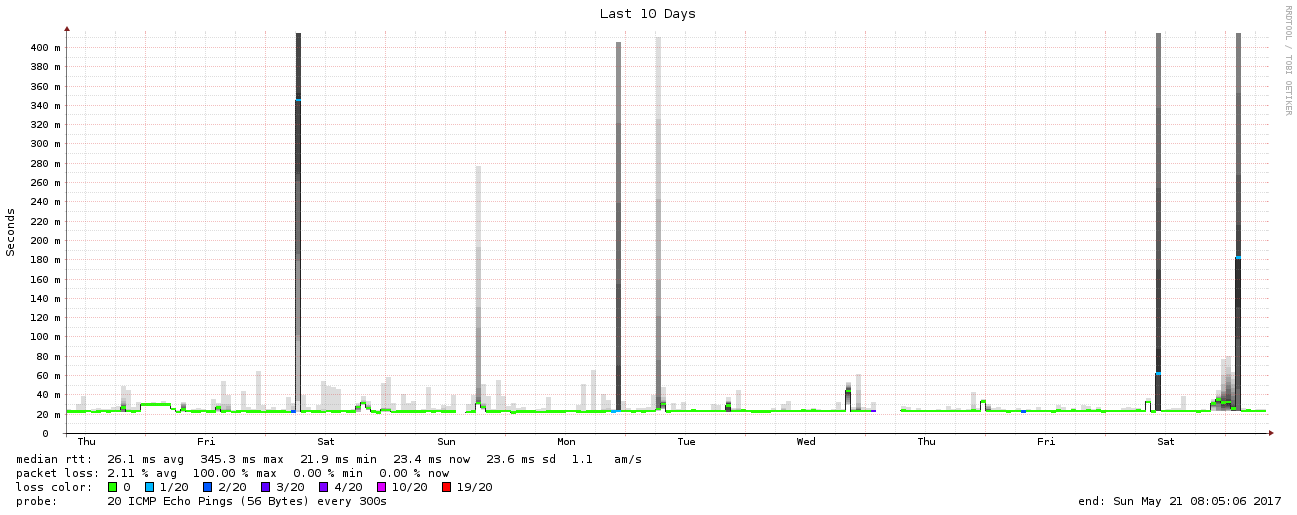 Last 10 Days
RRDTOOL / TOBI OETIKER
Seconds
400 m
380 m
360 m
340 m
320 m
300 m
280 m
260 m
240 m
220 m
200 m
180 m
160 m
140 m
120 m
100 m
80 m
60 m
40 m
20 m
0
Thu Fri Sat Sun Mon Tue Wed Thu Fri Sat
median rtt: 26.1 ms avg 345.3 ms max 21.9 ms min 23.4 ms now 23.6 ms sd 1.1 am/s
packet loss: 2.11 % avg 100.00 % max 0.00 % min 0.00 % now
loss color: 0 1/20 2/20 3/20 4/20 10/20 19/20
probe: 20 ICMP Echo Pings (56 Bytes) every 300s end: Sun May 21 08:05:06 2017